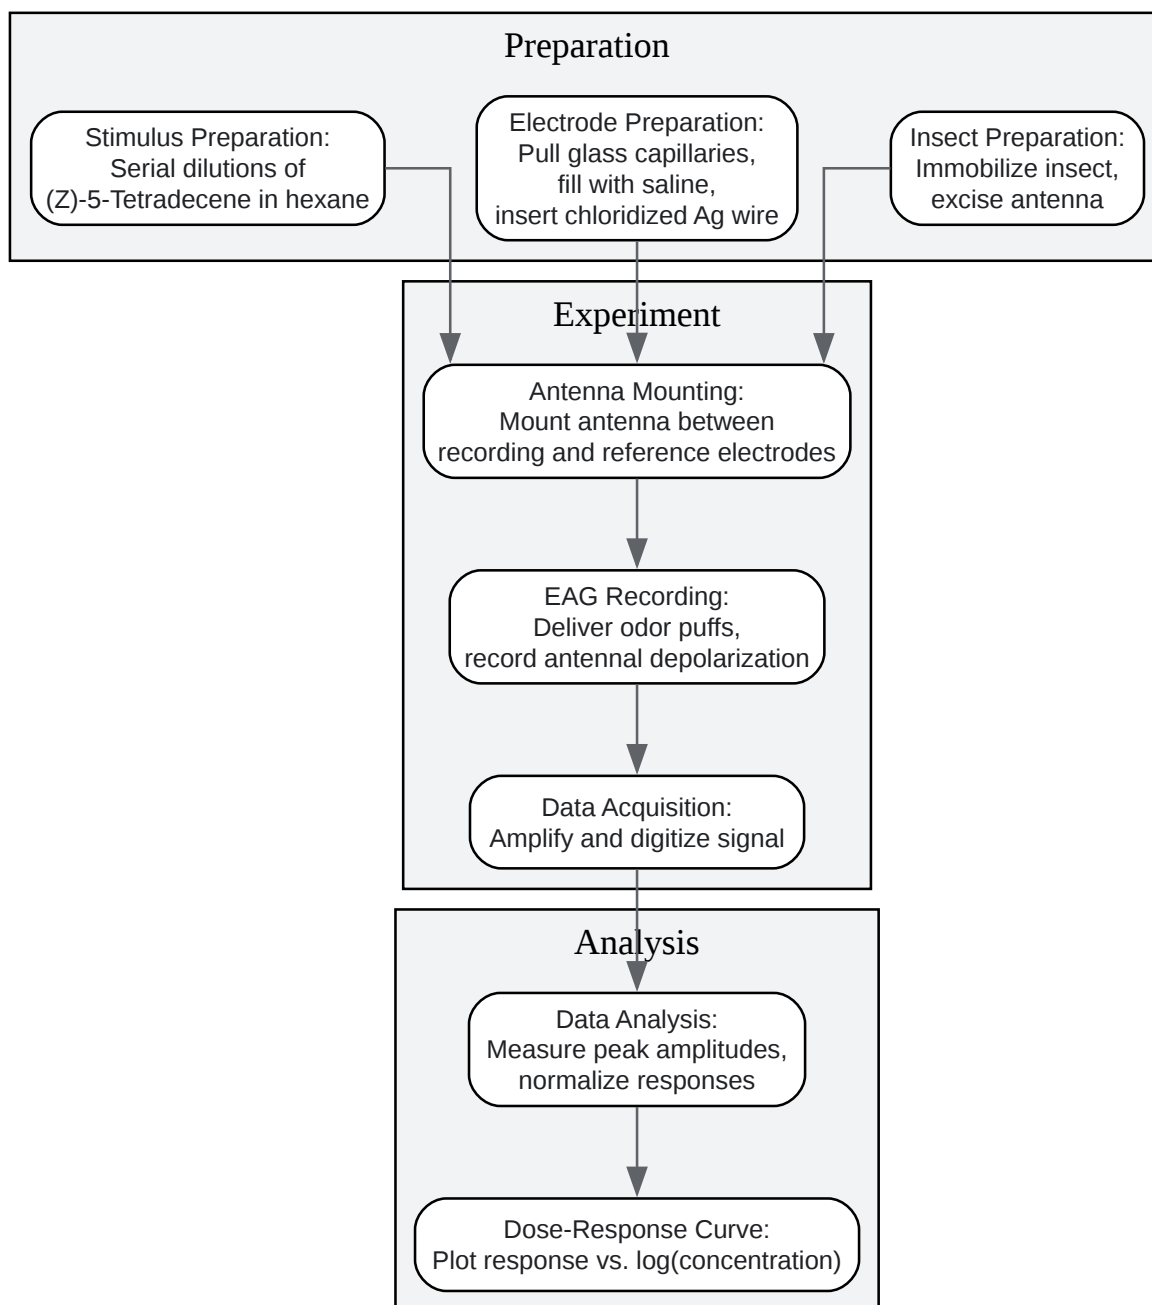 Preparation
Stimulus Preparation:
Serial dilutions of
(Z)-5-Tetradecene in hexane
Electrode Preparation:
Pull glass capillaries,
fill with saline,
insert chloridized Ag wire
Insect Preparation:
Immobilize insect,
excise antenna
Experiment
Antenna Mounting:
Mount antenna between
recording and reference electrodes
EAG Recording:
Deliver odor puffs,
record antennal depolarization
Data Acquisition:
Amplify and digitize signal
Analysis
Data Analysis:
Measure peak amplitudes,
normalize responses
Dose-Response Curve:
Plot response vs. log(concentration)